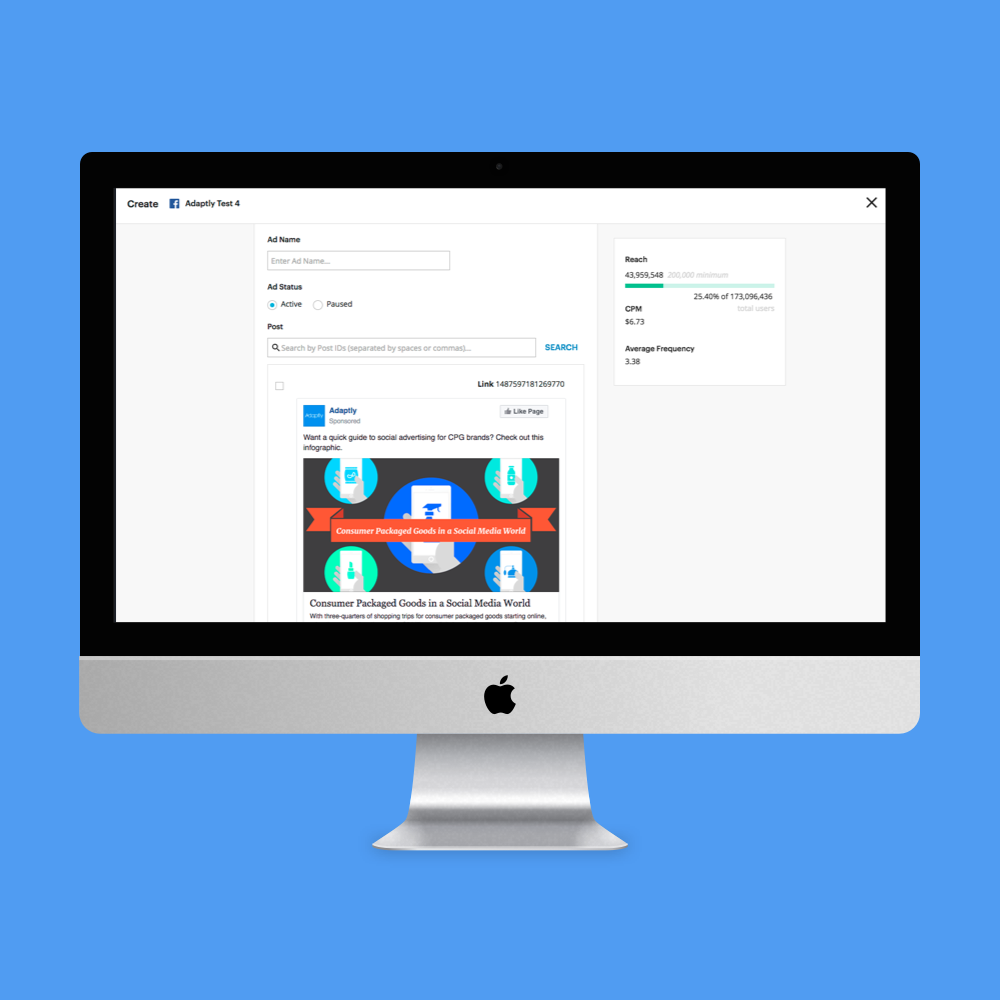 Create
Adaptly Test 4
Ad Name
Enter Ad Name...
Ad Status
Active
Paused
Post
Search by Post IDs (separated by spaces or commas)...
SEARCH
Link 1487597181269770
Adaptly
Adaptly
Sponsored
Like Page
Want a quick guide to social advertising for CPG brands? Check out this
infographic.
Consumer Packaged Goods in a Social Media World
Consumer Packaged Goods in a Social Media World
With three-quarters of shopping trips for consumer packaged goods starting online,
Reach
43,959,548 200,000 minimum
25.40% of 173,096,436
total users
CPM
$6.73
Average Frequency
3.38